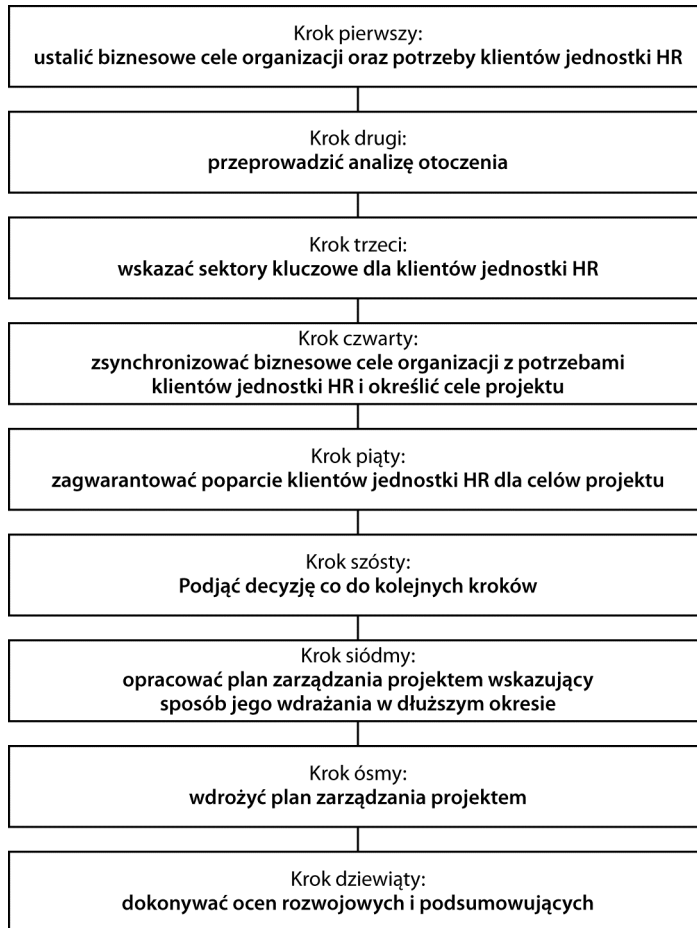 Krok pierwszy:
ustalić biznesowe cele organizacji oraz potrzeby klientów jednostki HR
Krok drugi:
przeprowadzić analizę otoczenia
Krok trzeci:
wskazać sektory kluczowe dla klientów jednostki HR
Krok czwarty:
zsynchronizować biznesowe cele organizacji z potrzebami
klientów jednostki HR i określić cele projektu
Krok piąty:
zagwarantować poparcie klientów jednostki HR dla celów projektu
Krok szósty:
Podjąć decyzję co do kolejnych kroków
Krok siódmy:
opracować plan zarządzania projektem wskazujący
sposób jego wdrażania w dłuższym okresie
Krok ósmy:
wdrożyć plan zarządzania projektem
Krok dziewiąty:
dokonywać ocen rozwojowych i podsumowujących